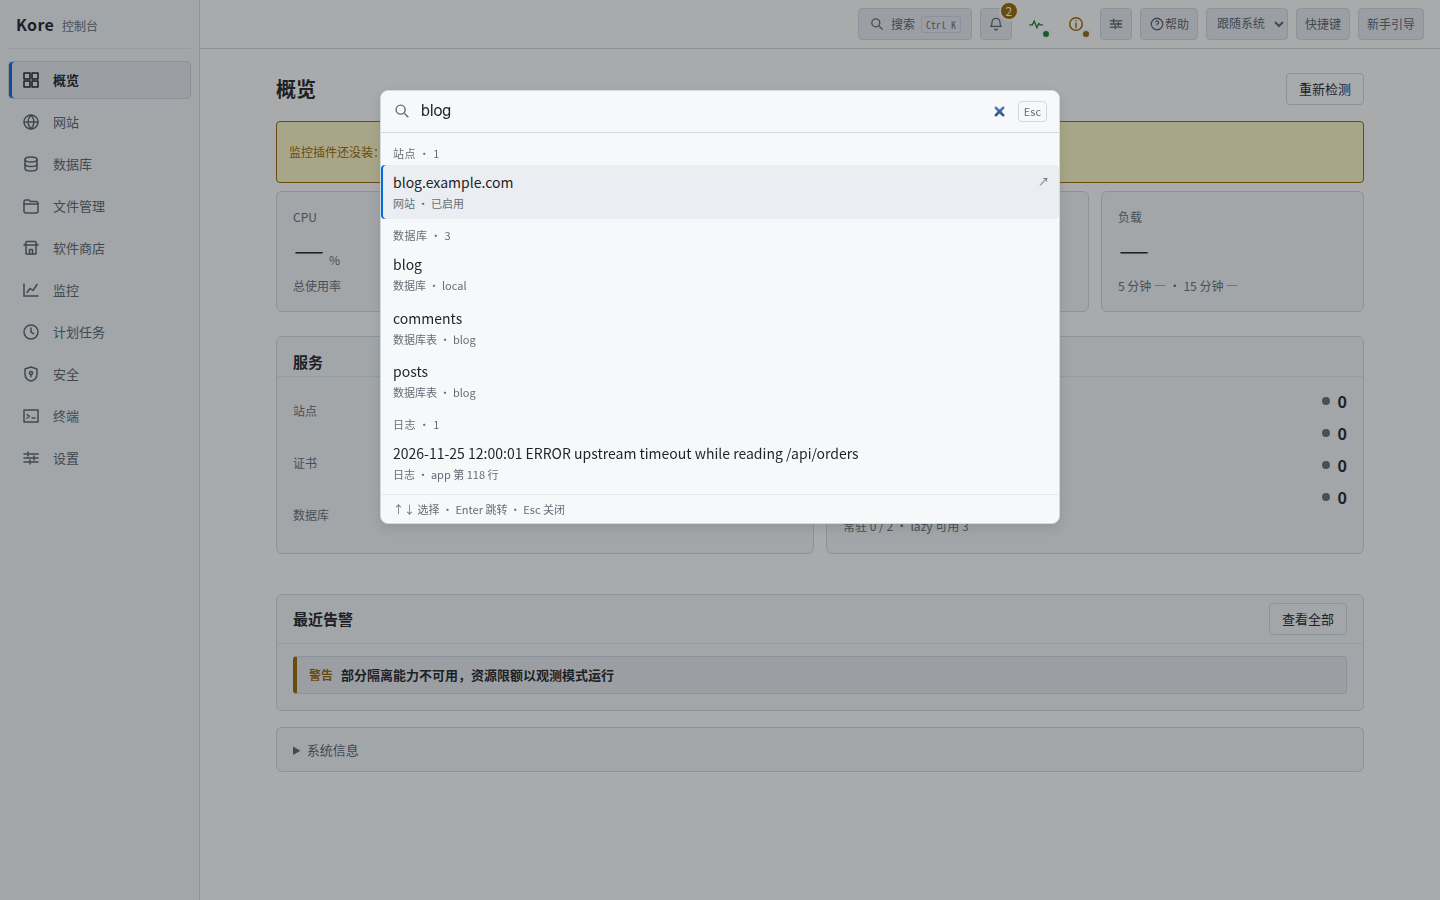 Kore 控制台
搜索 Ctrl K
2
帮助
跟随系统
快捷键
新手引导
概览
网站
数据库
文件管理
软件商店
监控
计划任务
安全
终端
设置
概览
重新检测
监控插件还没装：
blog
Esc
站点 · 1
blog.example.com
网站 · 已启用
数据库 · 3
blog
数据库 · local
comments
数据库表 · blog
posts
数据库表 · blog
日志 · 1
2026-11-25 12:00:01 ERROR upstream timeout while reading /api/orders
日志 · app 第 118 行
↑↓ 选择 · Enter 跳转 · Esc 关闭
CPU
— %
总使用率
负载
—
5 分钟 — · 15 分钟 —
服务
站点
证书
数据库
0
0
0
0
常驻 0 / 2 · lazy 可用 3
最近告警
查看全部
警告 部分隔离能力不可用，资源限额以观测模式运行
系统信息